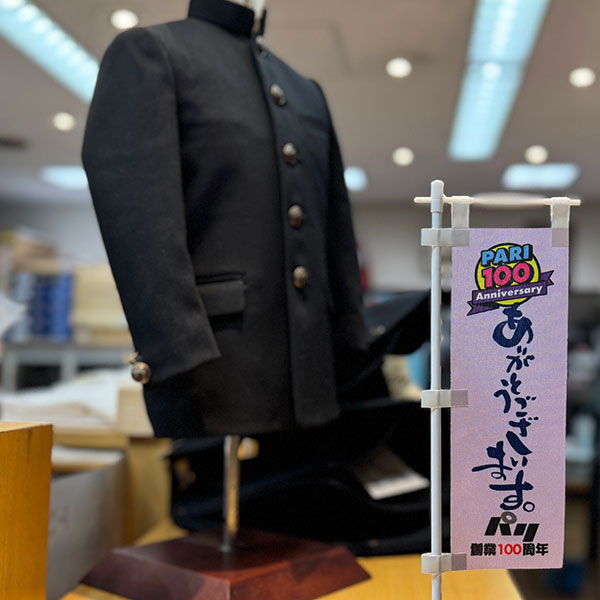 PARI
100
Anniversary
ありがとうございます。
パリ
創業100周年